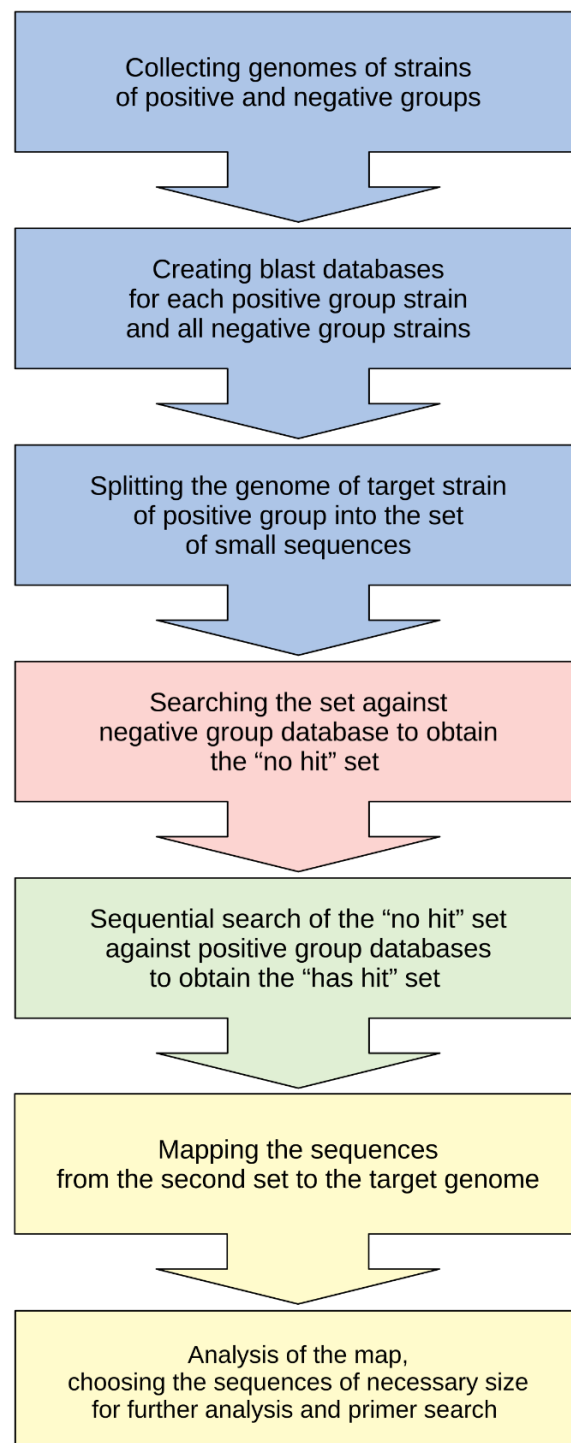 Collecting genomes of strains
of positive and negative groups
Creating blast databases
for each positive group strain
and all negative group strains
Splitting the genome of target strain
of positive group into the set
of small sequences
Searching the set against
negative group database to obtain
the “no hit” set
Sequential search of the “no hit” set
against positive group databases
to obtain the “has hit” set
Mapping the sequences
from the second set to the target genome
Analysis of the map,
choosing the sequences of necessary size
for further analysis and primer search